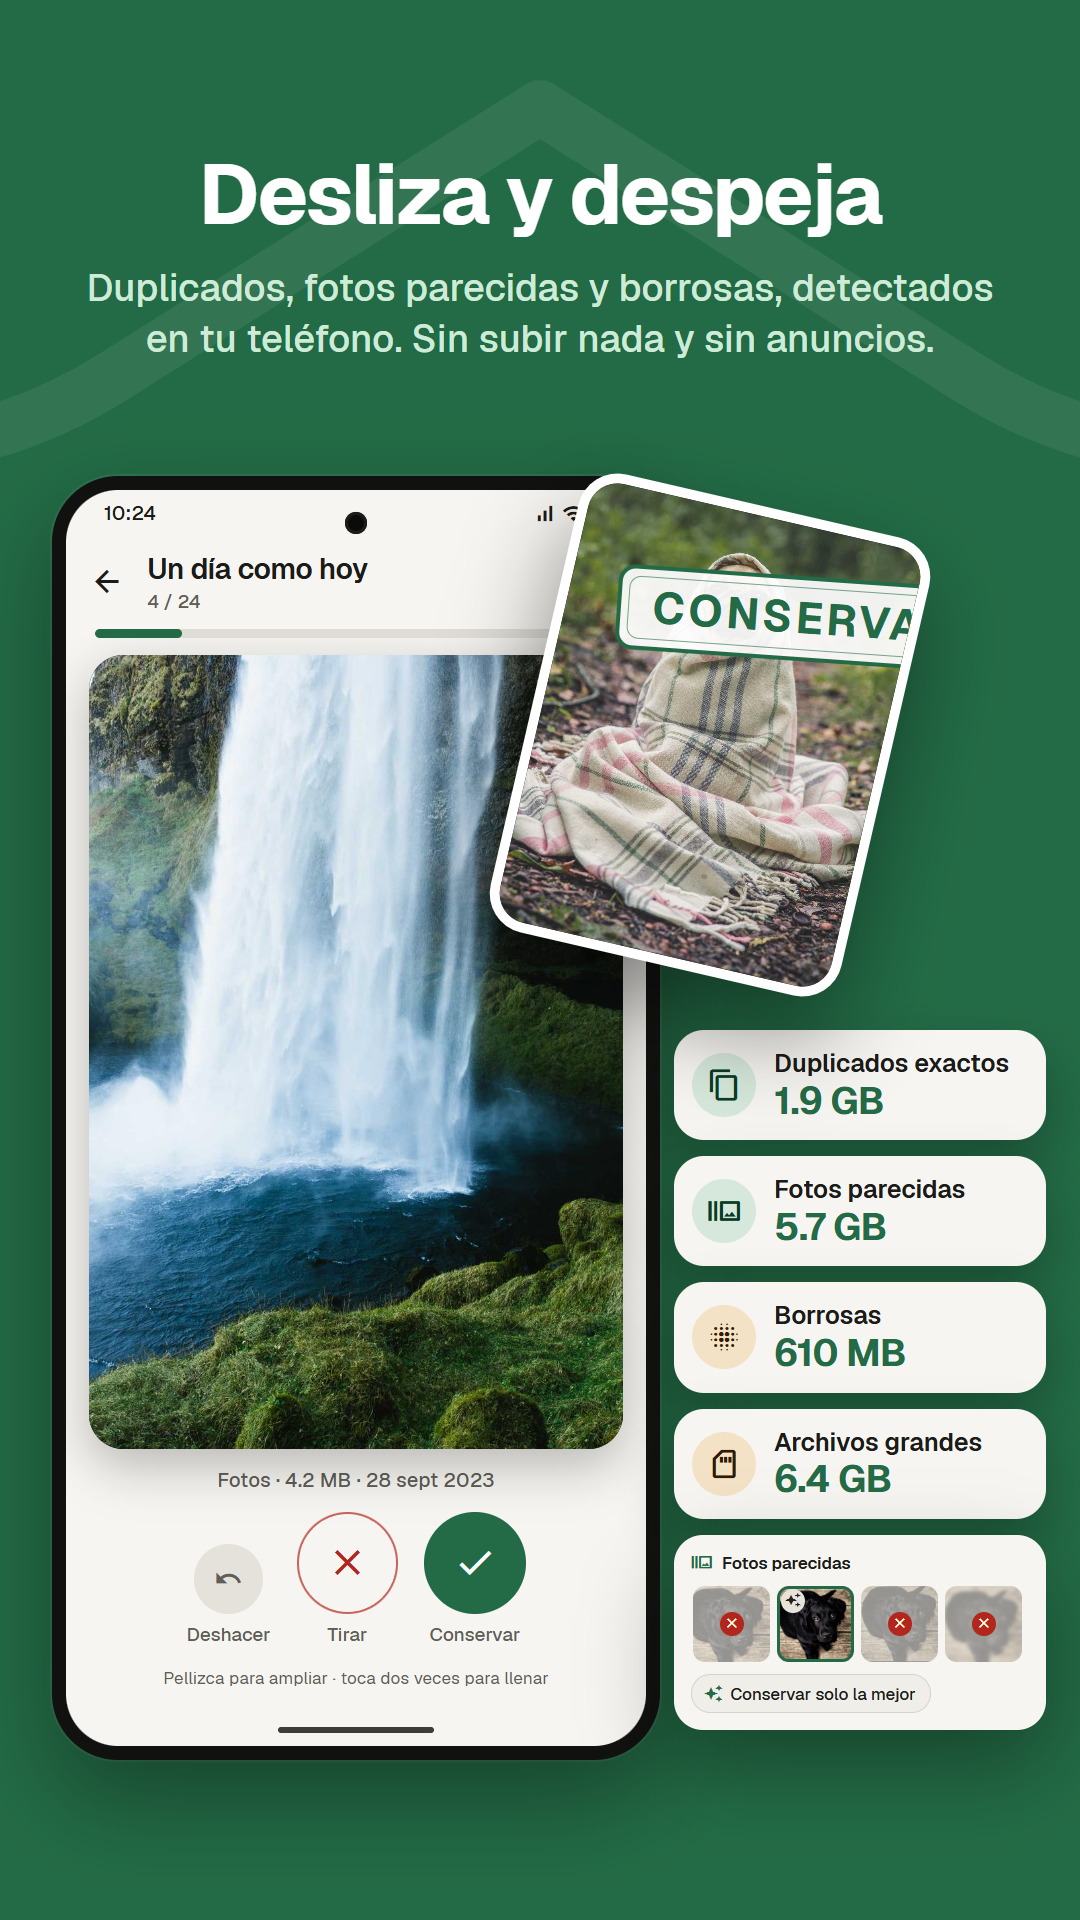 Desliza y despeja
Duplicados, fotos parecidas y borrosas, detectados
en tu teléfono. Sin subir nada y sin anuncios.
10:24
Un día como hoy
4 / 24
CONSERVA
Fotos · 4.2 MB · 28 sept 2023
Deshacer
Tirar
Conservar
Pellizca para ampliar · toca dos veces para llenar
Duplicados exactos
1.9 GB
Fotos parecidas
5.7 GB
Borrosas
610 MB
Archivos grandes
6.4 GB
Fotos parecidas
Conservar solo la mejor